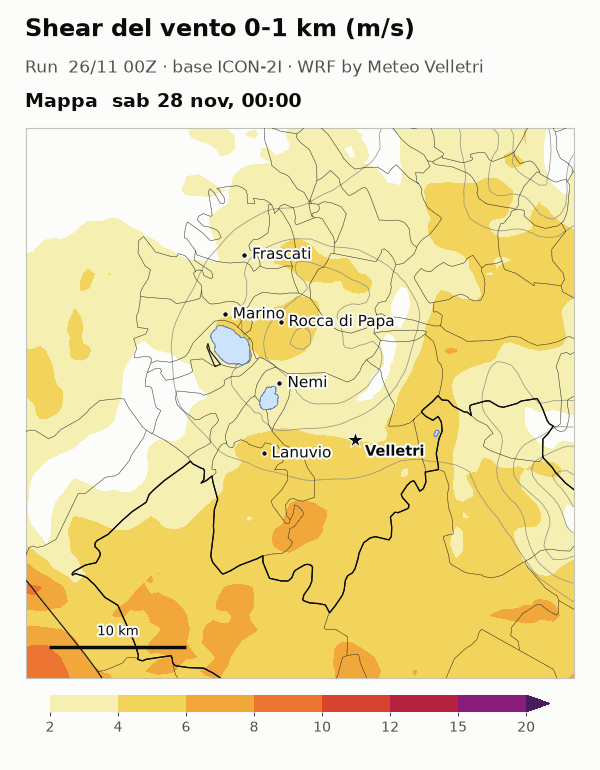 Shear del vento 0-1 km (m/s)
Run  26/11 00Z · base ICON-2I · WRF by Meteo Velletri
Mappa  sab 28 nov, 00:00
Frascati
Marino
Rocca di Papa
Nemi
Velletri
Lanuvio
10 km
2 4 6 8 10 12 15 20